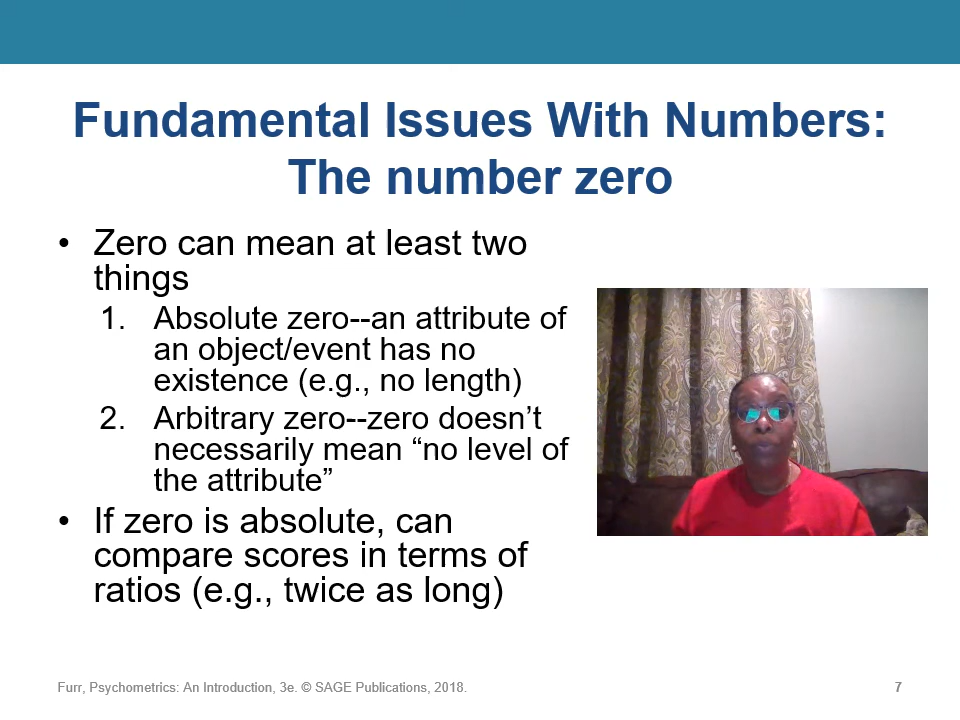 Fundamental Issues With Numbers:
The number zero
• Zero can mean at least two
things
1. Absolute zero--an attribute of
an object/event has no
existence (e.g., no length)
2. Arbitrary zero--zero doesn’t
necessarily mean “no level of
the attribute”
• If zero is absolute, can
compare scores in terms of
ratios (e.g., twice as long)
Furr, Psychometrics: An Introduction, 3e. © SAGE Publications, 2018.
7